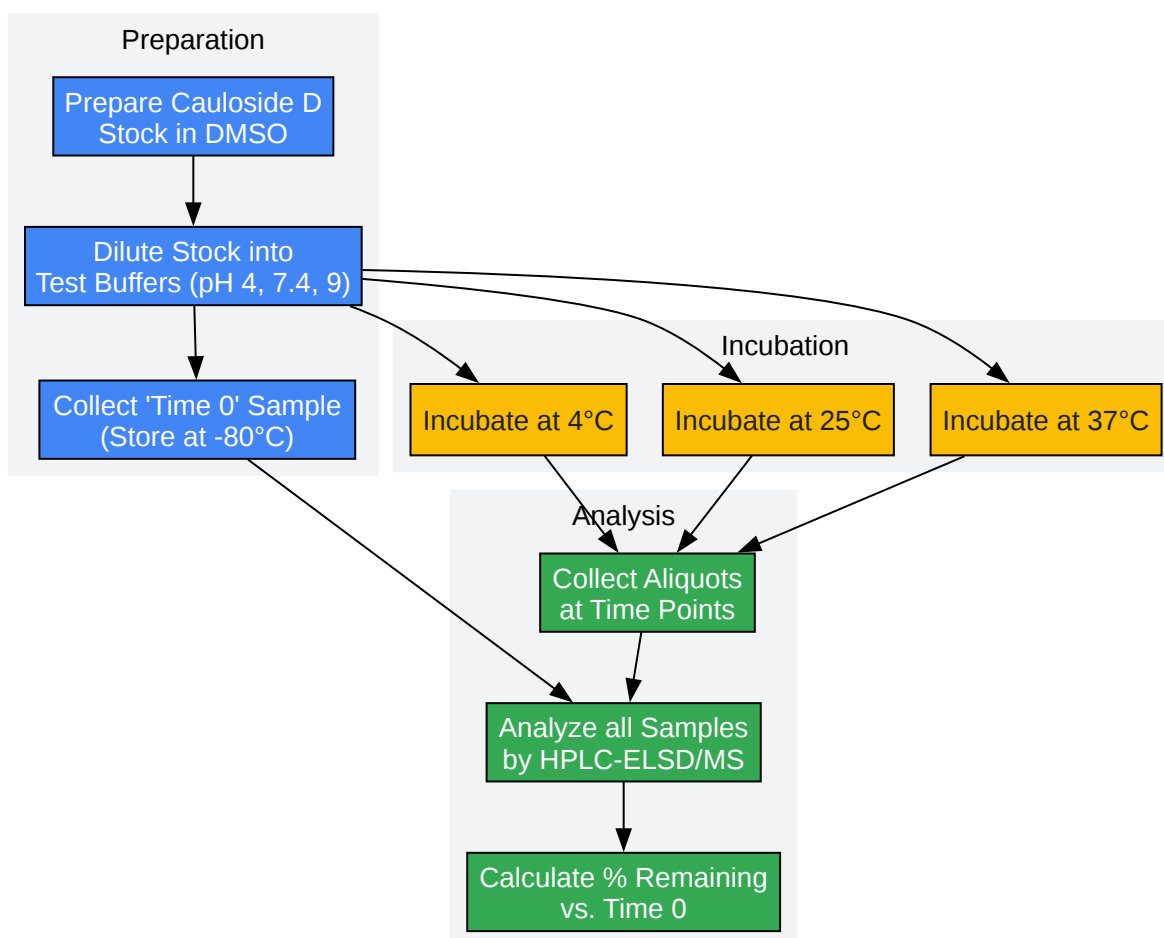 Preparation
Prepare Cauloside D
Stock in DMSO
Dilute Stock into
Test Buffers (pH 4, 7.4, 9)
Collect 'Time 0' Sample
(Store at -80°C)
Incubation
Incubate at 4°C
Incubate at 25°C
Incubate at 37°C
Analysis
Collect Aliquots
at Time Points
Analyze all Samples
by HPLC-ELSD/MS
Calculate % Remaining
vs. Time 0